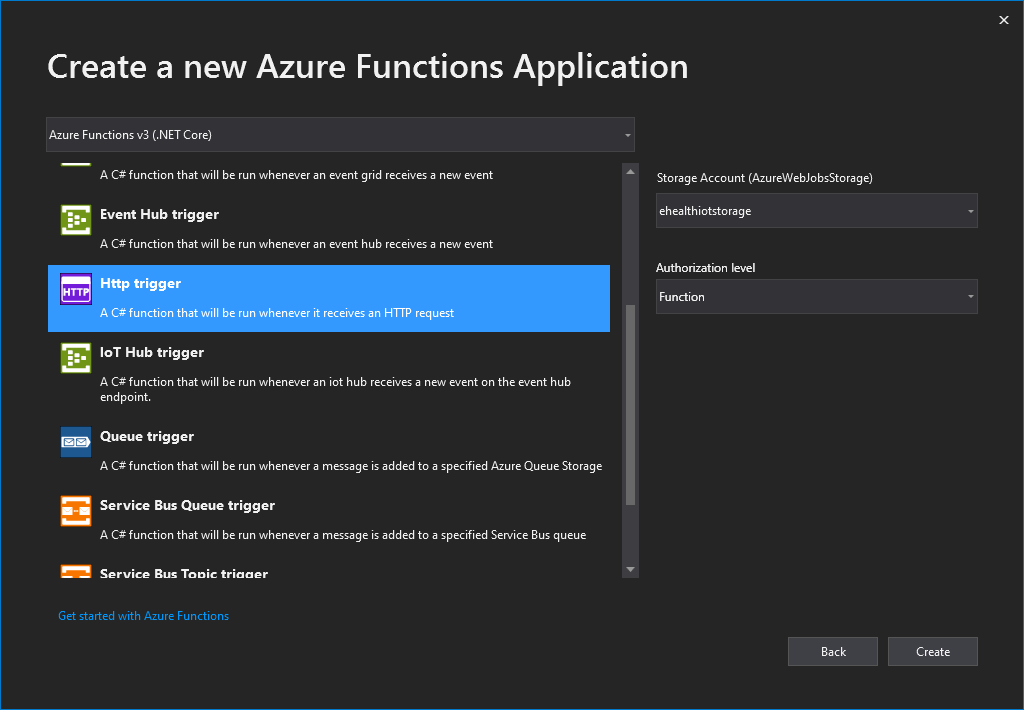 Create a new Azure Functions Application
Azure Functions v3 (.NET Core)
A C# function that will be run whenever an event grid receives a new event
Event Hub trigger
A C# function that will be run whenever an event hub receives a new event
HTTP
Http trigger
A C# function that will be run whenever it receives an HTTP request
IoT Hub trigger
A C# function that will be run whenever an iot hub receives a new event on the event hub
endpoint.
Queue trigger
A C# function that will be run whenever a message is added to a specified Azure Queue Storage
Service Bus Queue trigger
A C# function that will be run whenever a message is added to a specified Service Bus queue
Service Bus Topic trigger
Storage Account (AzureWebJobsStorage)
ehealthiotstorage
Authorization level
Function
Get started with Azure Functions
Back
Create